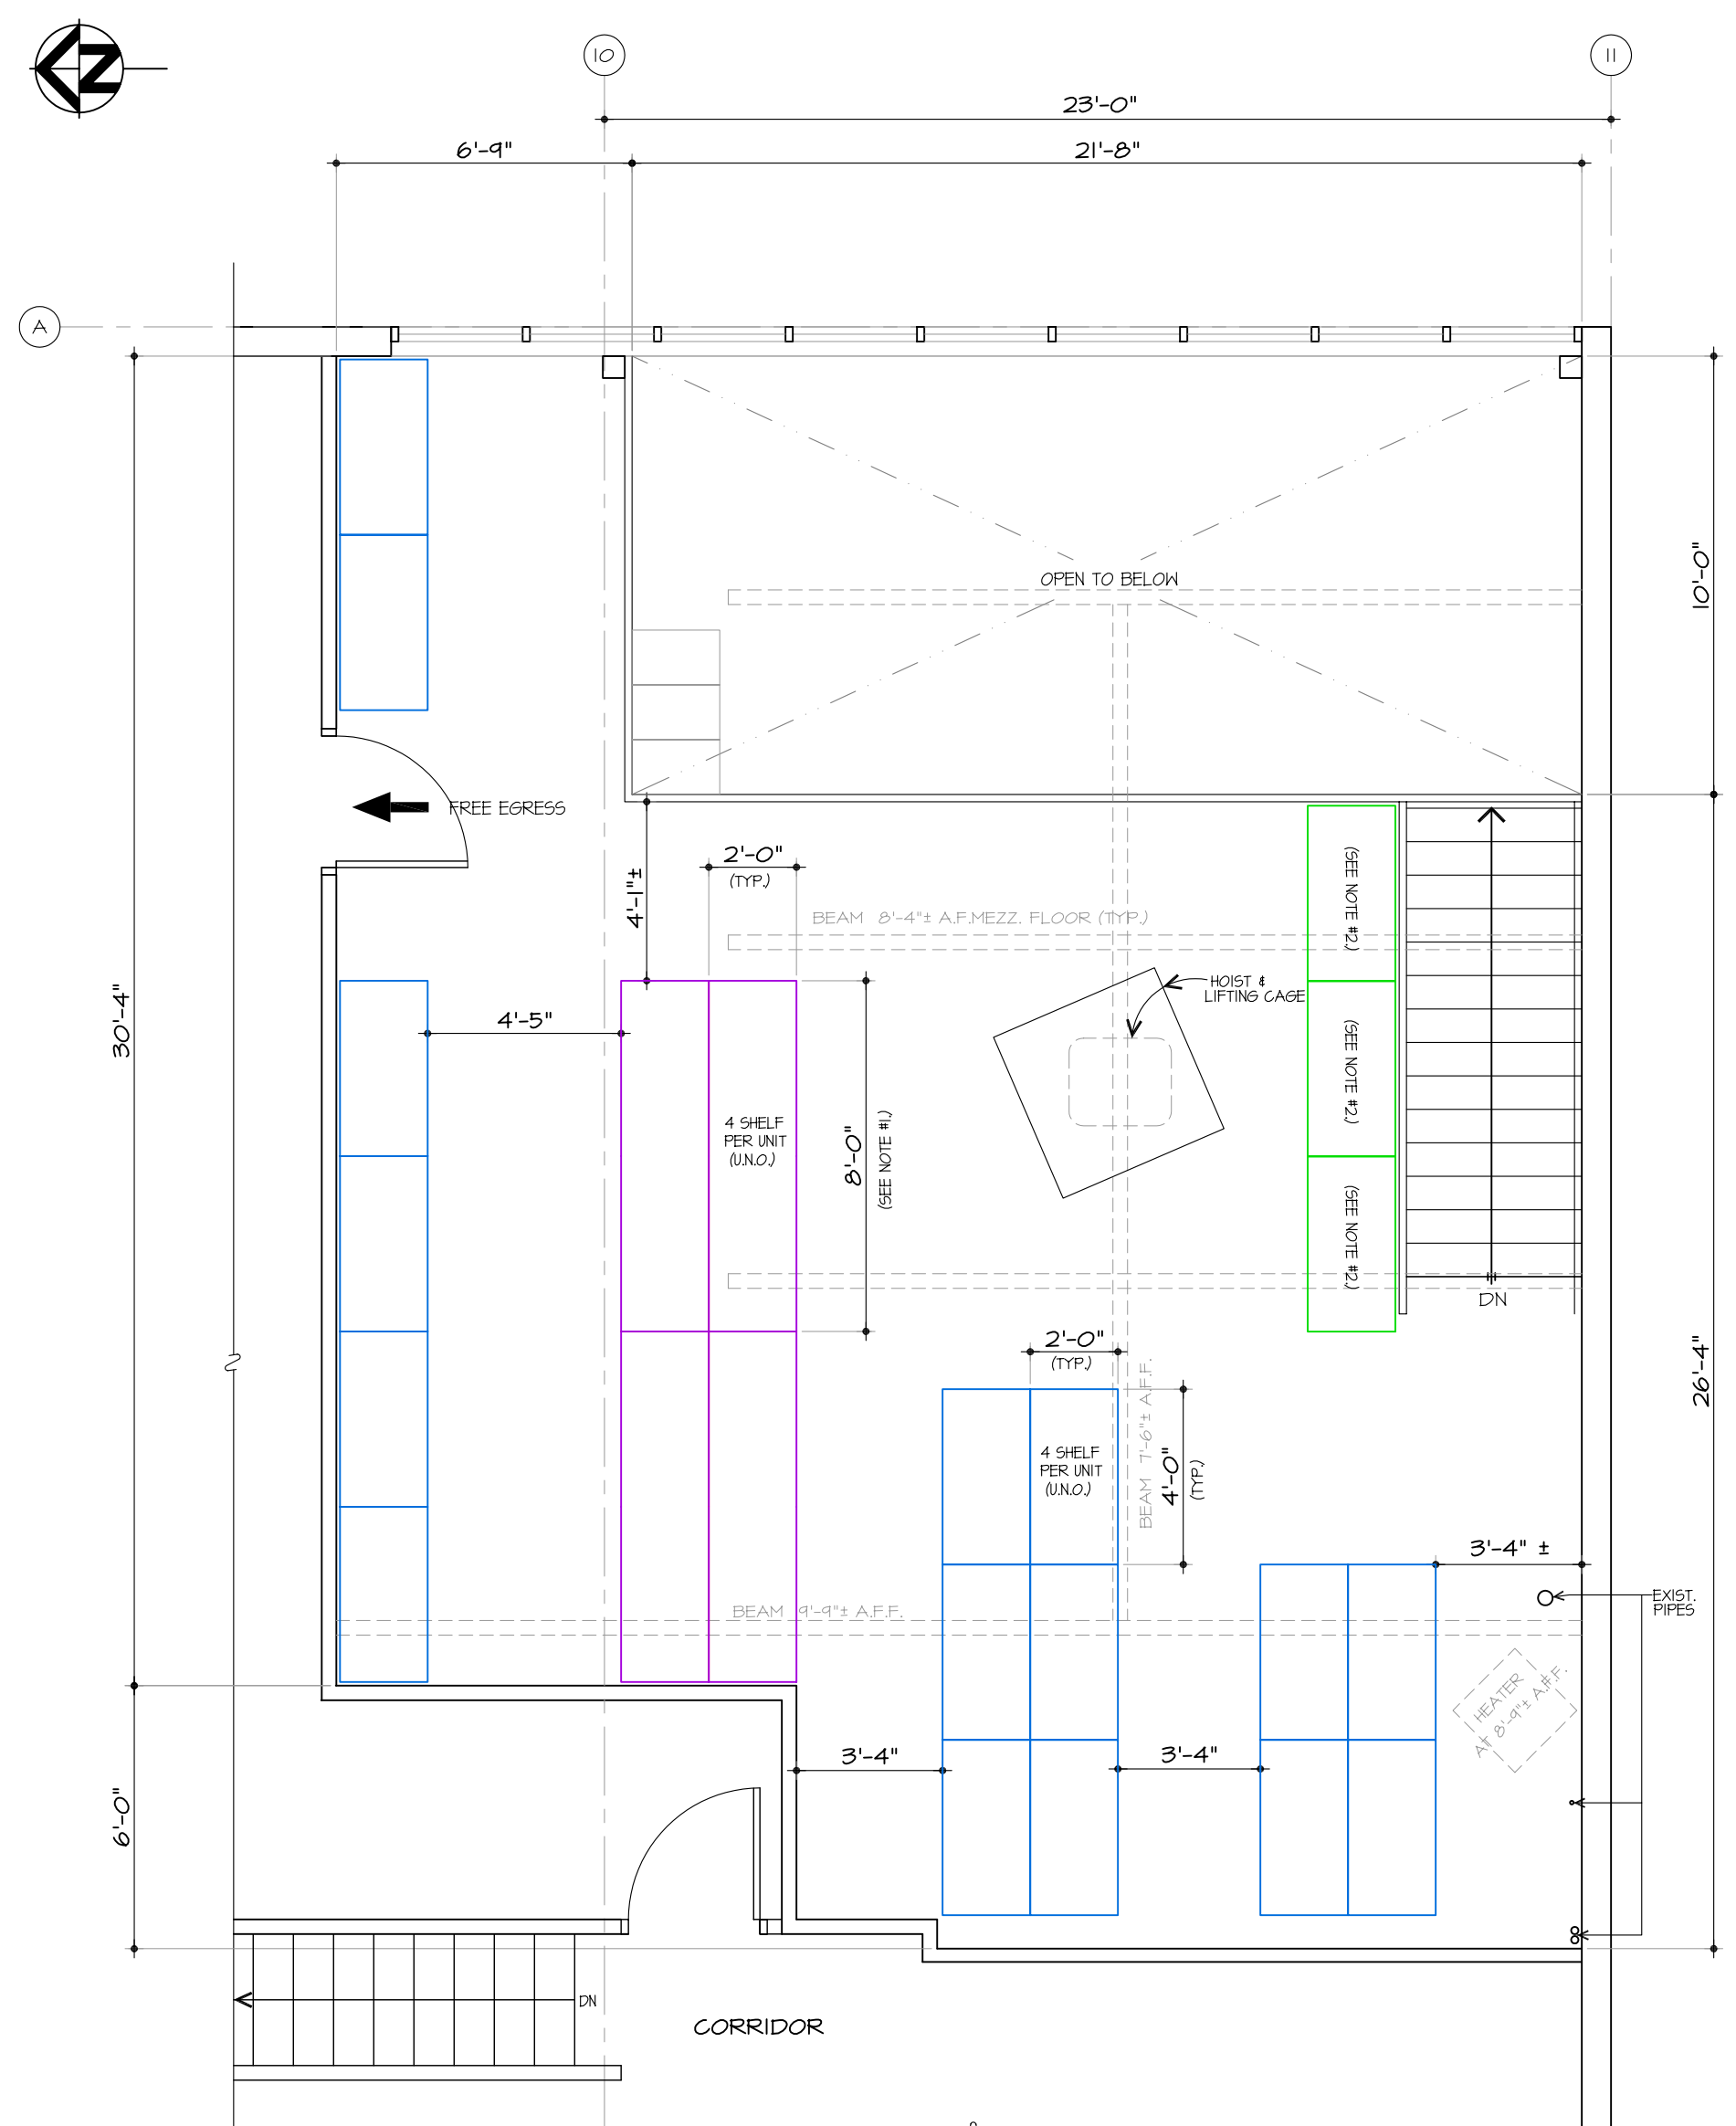 N
10
11
23'-0"
6'-9"
21'-8"
A
OPEN TO BELOW
10'-0"
FREE EGRESS
2'-0"
(TYP.)
4'-1"±
BEAM 8'-4"± A.F.MEZZ. FLOOR (TYP.)
(SEE NOTE #2.)
HOIST &
LIFTING CAGE
30'-4"
4'-5"
(SEE NOTE #2.)
4 SHELF
PER UNIT
(U.N.O.)
8'-0"
(SEE NOTE #1.)
(SEE NOTE #2.)
DN
2'-0"
(TYP.)
26'-4"
BEAM 7'-6"± A.F.F.
4 SHELF
PER UNIT
(U.N.O.)
4'-0"
(TYP.)
3'-4" ±
BEAM 9'-9"± A.F.F.
EXIST.
PIPES
HEATER
AT 8'-9"± A.F.F.
3'-4"
3'-4"
6'-0"
DN
CORRIDOR